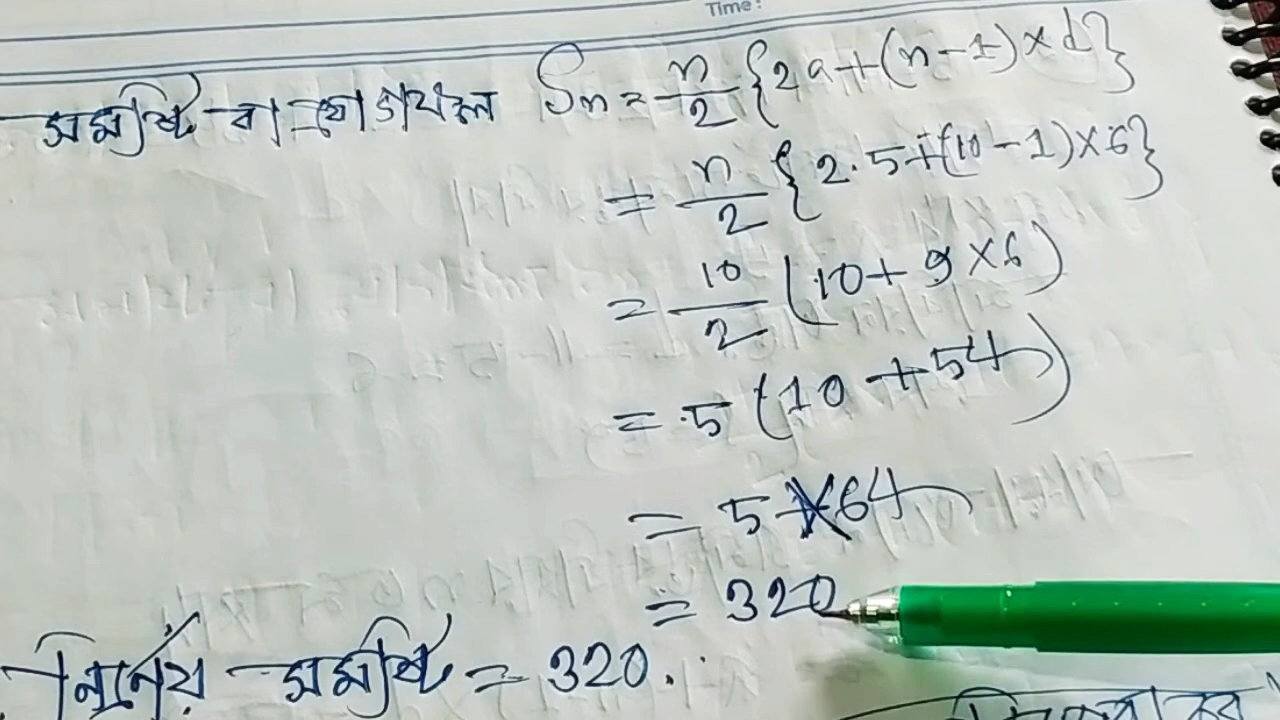 Time:
সমষ্টি বা যোগফল Sn = n/2 {2a+(n-1)×d}
= n/2 {2.5+(10-1)×6}
= 10/2 (10+9×6)
= 5 (10+54)
= 5×64
= 320
নির্ণেয় সমষ্টি = 320.